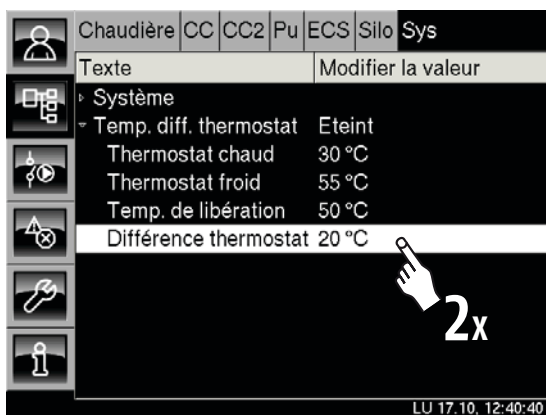 Chaudière CC CC2 Pu ECS Silo Sys
Texte Modifier la valeur
Système
Temp. diff. thermostat Eteint
Thermostat chaud 30 °C
Thermostat froid 55 °C
Temp. de libération 50 °C
Différence thermostat 20 °C
2x
LU 17.10, 12:40:40